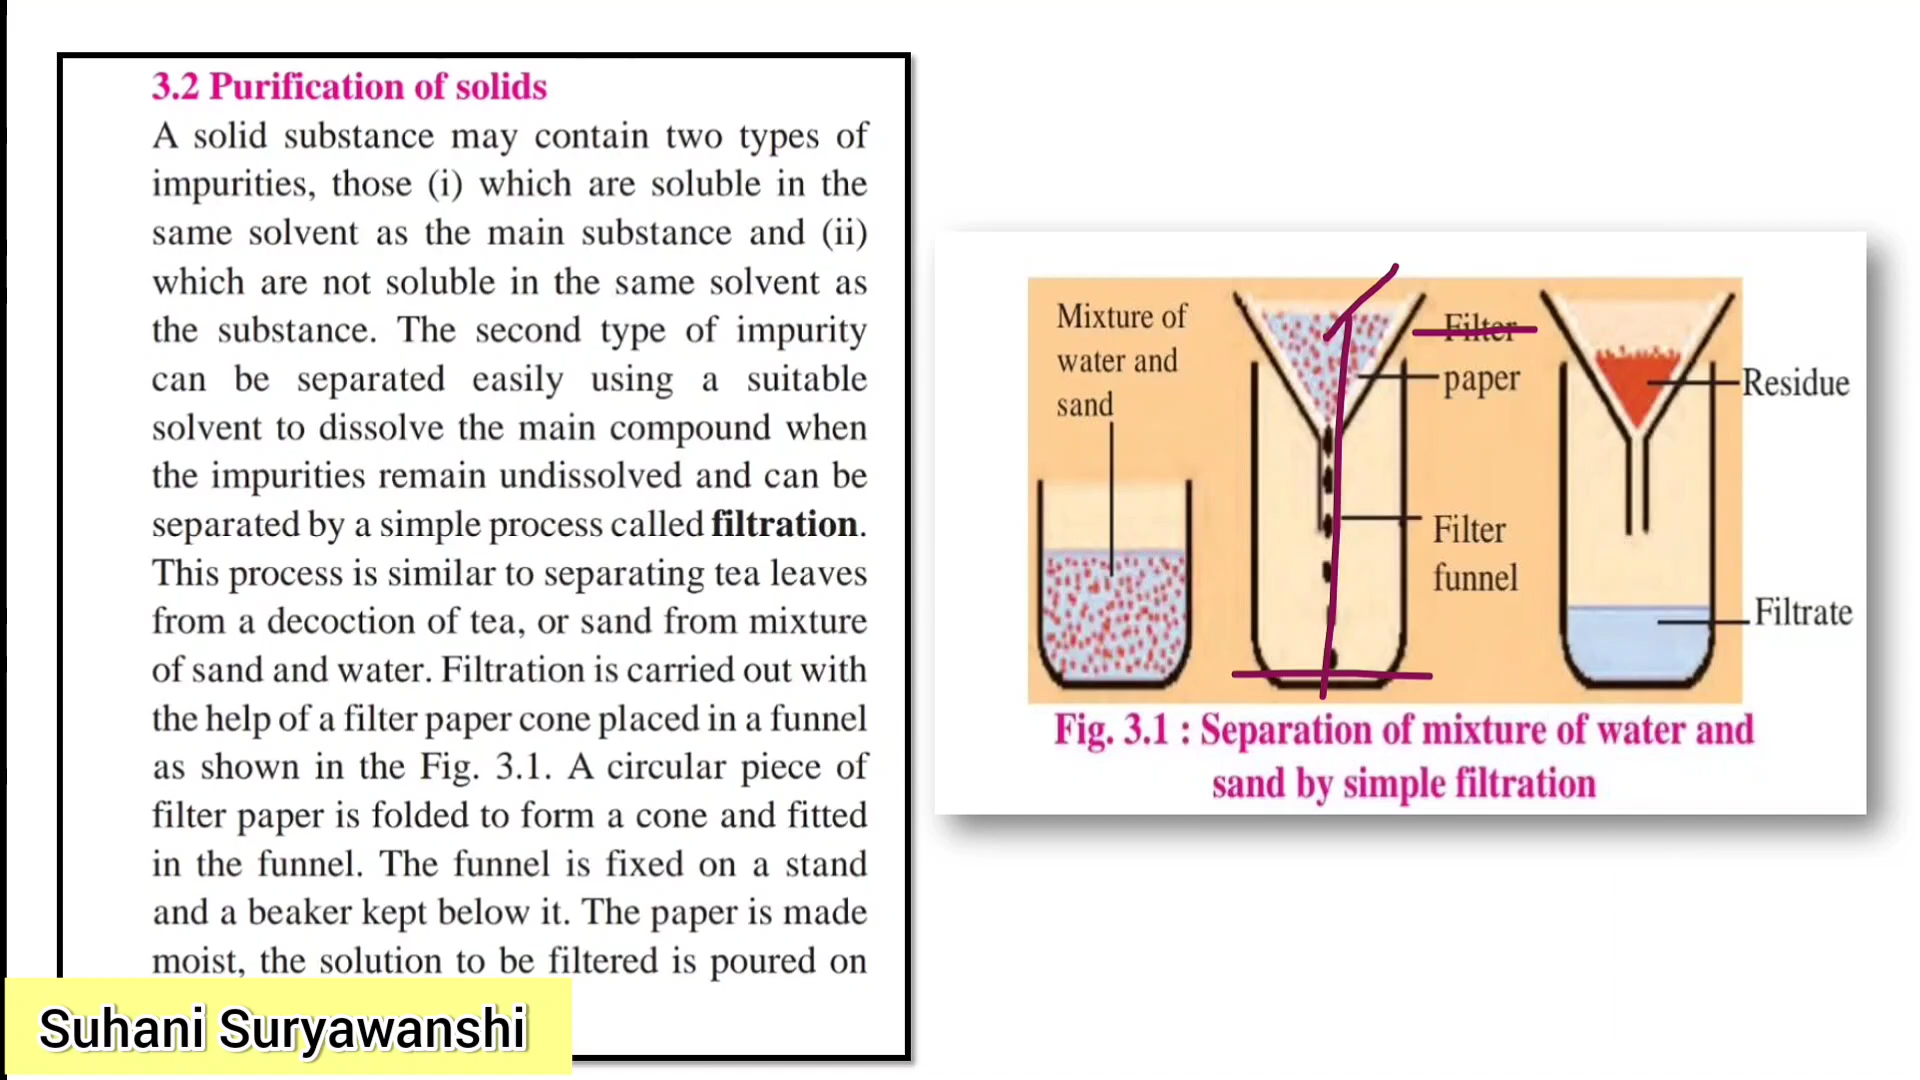 3.2 Purification of solids
A solid substance may contain two types of
impurities, those (i) which are soluble in the
same solvent as the main substance and (ii)
which are not soluble in the same solvent as
the substance. The second type of impurity
can be separated easily using a suitable
solvent to dissolve the main compound when
the impurities remain undissolved and can be
separated by a simple process called filtration.
This process is similar to separating tea leaves
from a decoction of tea, or sand from mixture
of sand and water. Filtration is carried out with
the help of a filter paper cone placed in a funnel
as shown in the Fig. 3.1. A circular piece of
filter paper is folded to form a cone and fitted
in the funnel. The funnel is fixed on a stand
and a beaker kept below it. The paper is made
moist, the solution to be filtered is poured on
Suhani Suryawanshi
Mixture of
water and
sand
Filter
paper
Filter
funnel
Residue
Filtrate
Fig. 3.1 : Separation of mixture of water and
sand by simple filtration